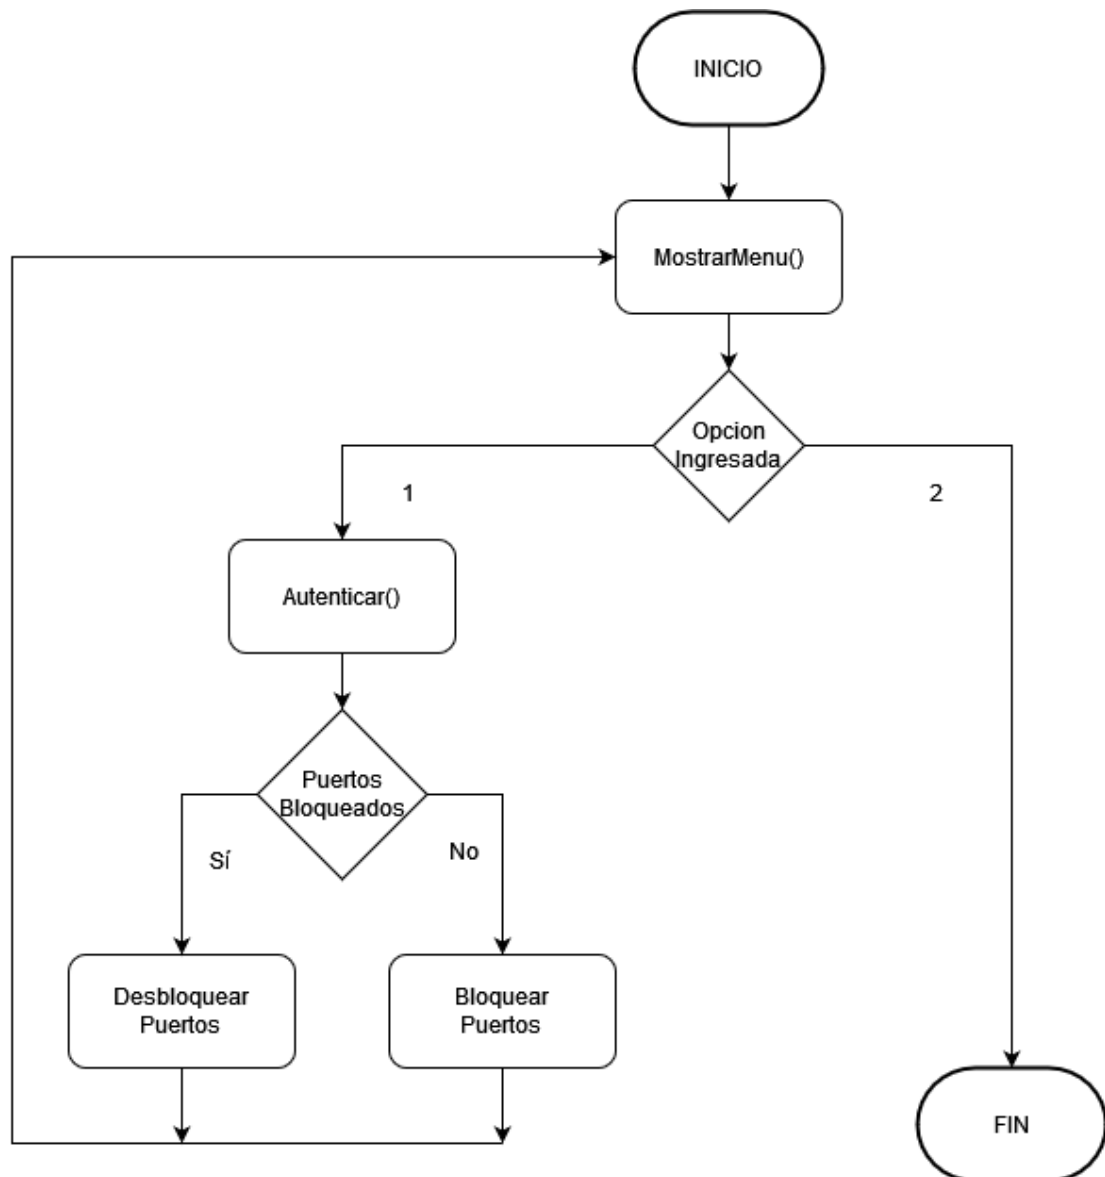 INICIO
MostrarMenu()
Opcion
Ingresada
1
2
Autenticar()
Puertos
Bloqueados
Sí
No
Desbloquear
Puertos
Bloquear
Puertos
FIN